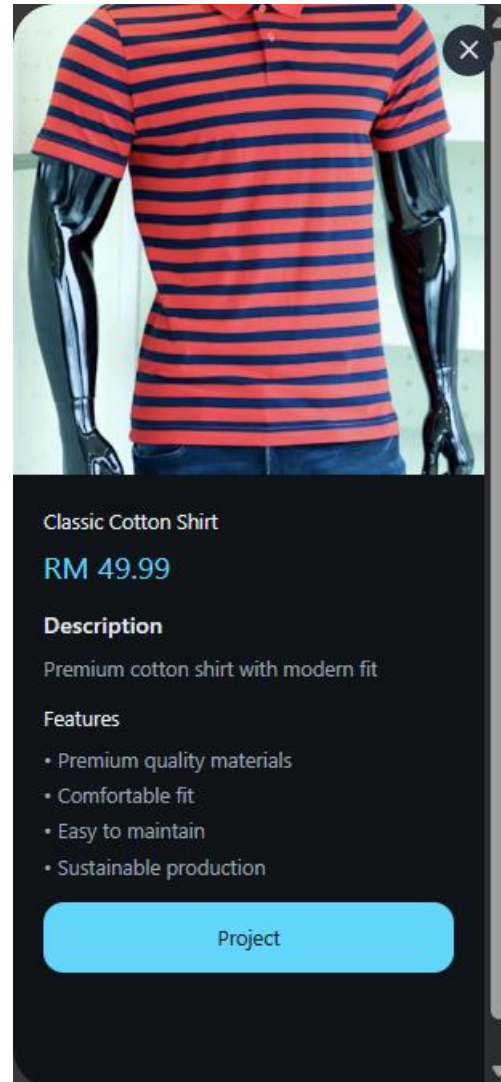 Classic Cotton Shirt
RM 49.99
Description
Premium cotton shirt with modern fit
Features
• Premium quality materials
• Comfortable fit
• Easy to maintain
• Sustainable production
Project